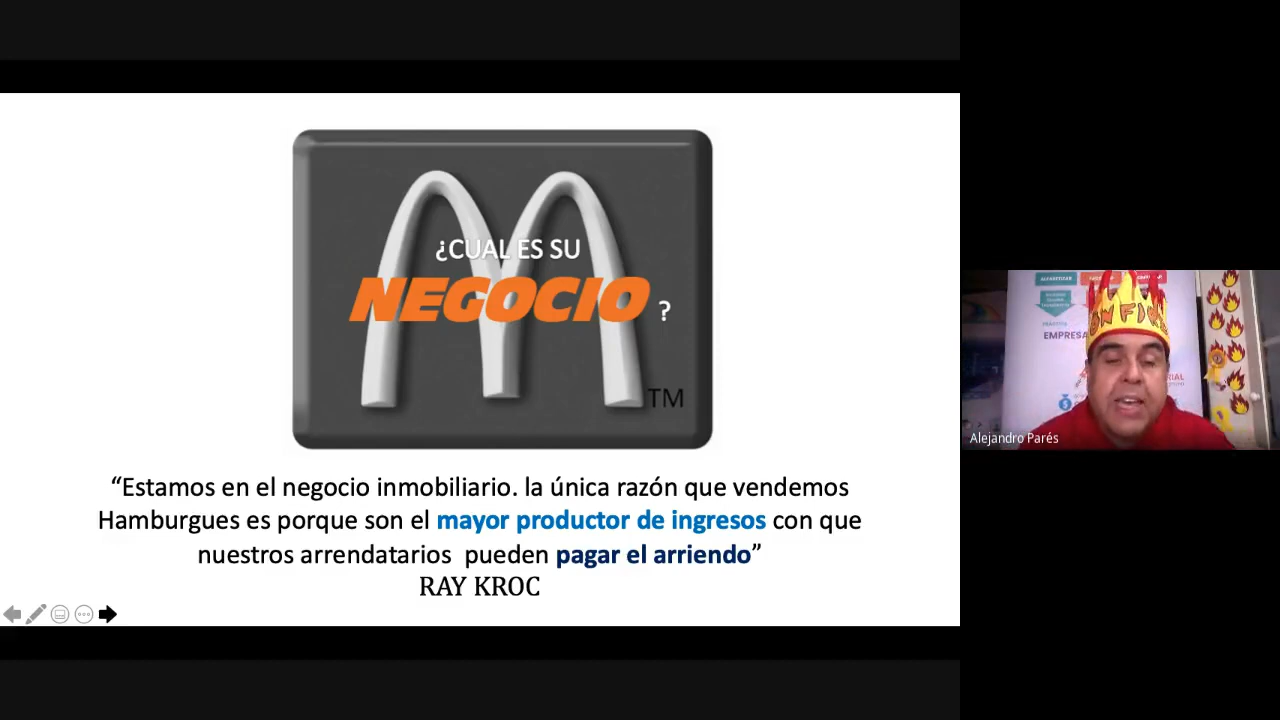 ¿CUAL ES SU
NEGOCIO ?
TM
“Estamos en el negocio inmobiliario. la única razón que vendemos
Hamburgues es porque son el mayor productor de ingresos con que
nuestros arrendatarios pueden pagar el arriendo”
RAY KROC
Alejandro Parés